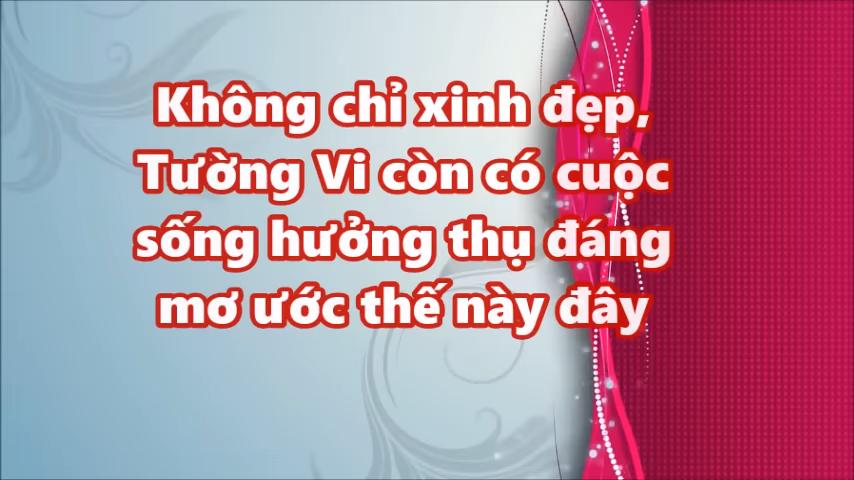 Không chỉ xinh đẹp,
Tường Vi còn có cuộc
sống hưởng thụ đáng
mơ ước thế này đây